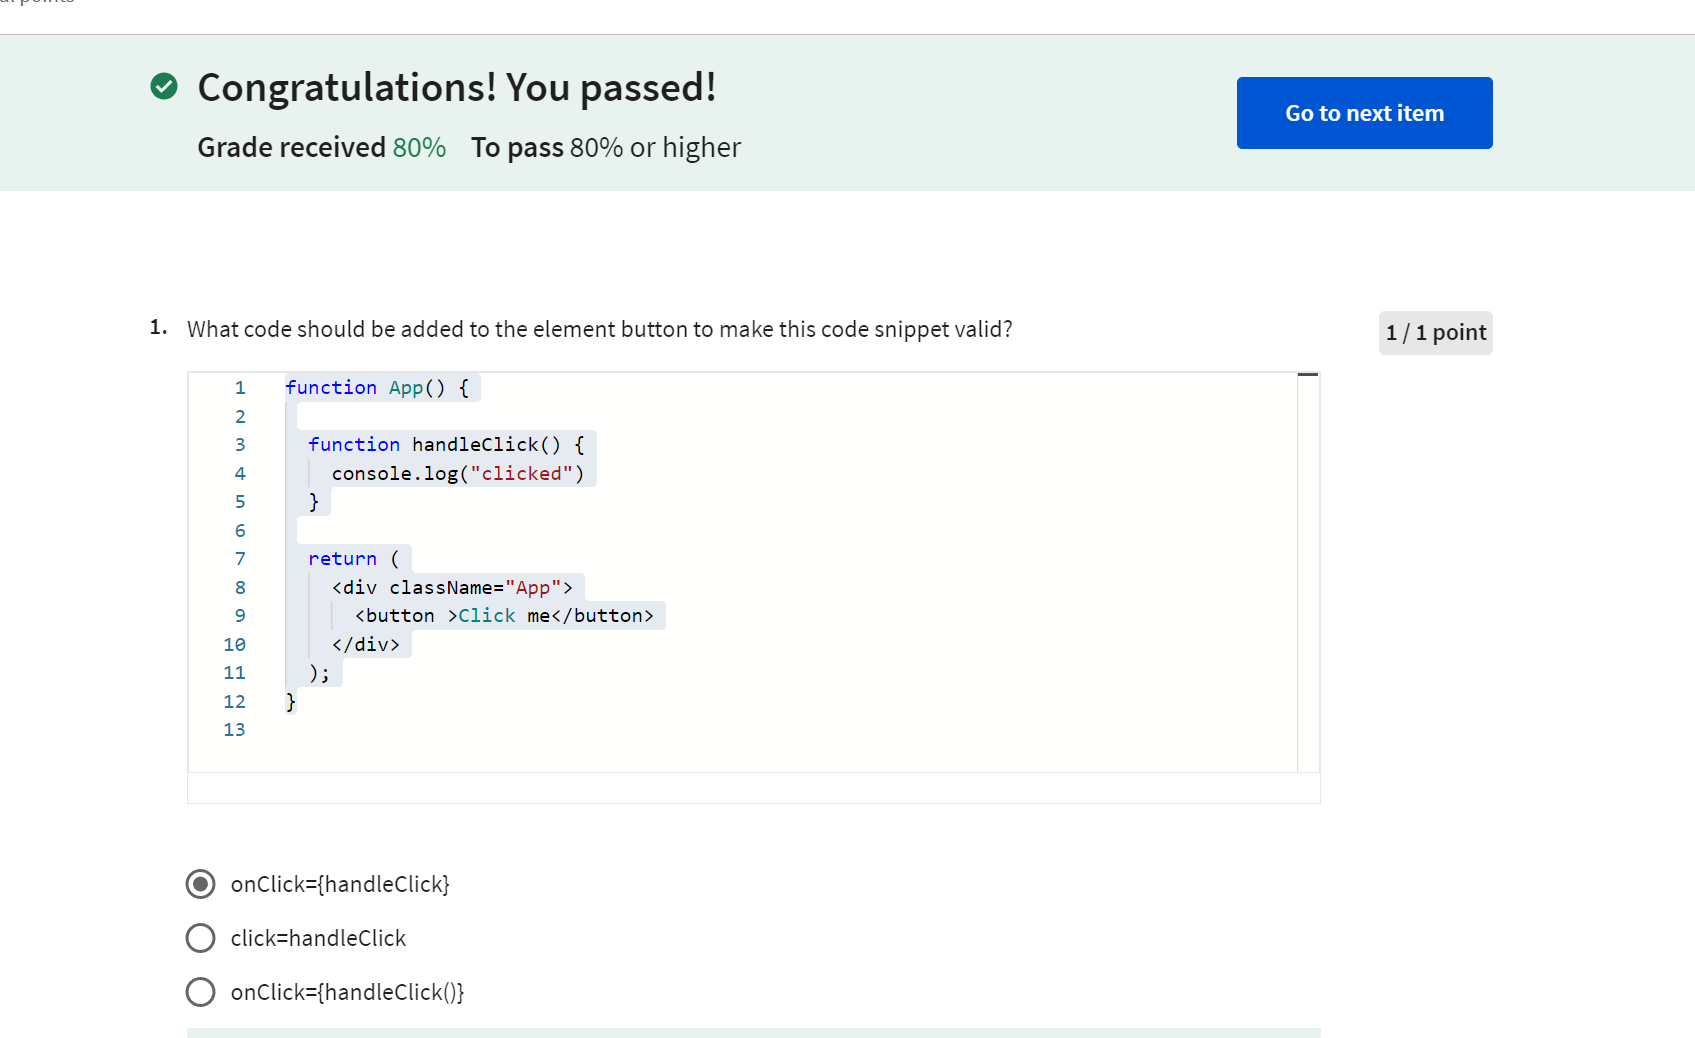 Congratulations! You passed!
Go to next item
Grade received 80% To pass 80% or higher
1. What code should be added to the element button to make this code snippet valid?
1 / 1 point
1 function App() {
2
3 function handleClick() {
4 console.log("clicked")
5 }
6
7 return (
8 <div className="App">
9 <button >Click me</button>
10 </div>
11 );
12 }
13
onClick={handleClick}
click=handleClick
onClick={handleClick()}